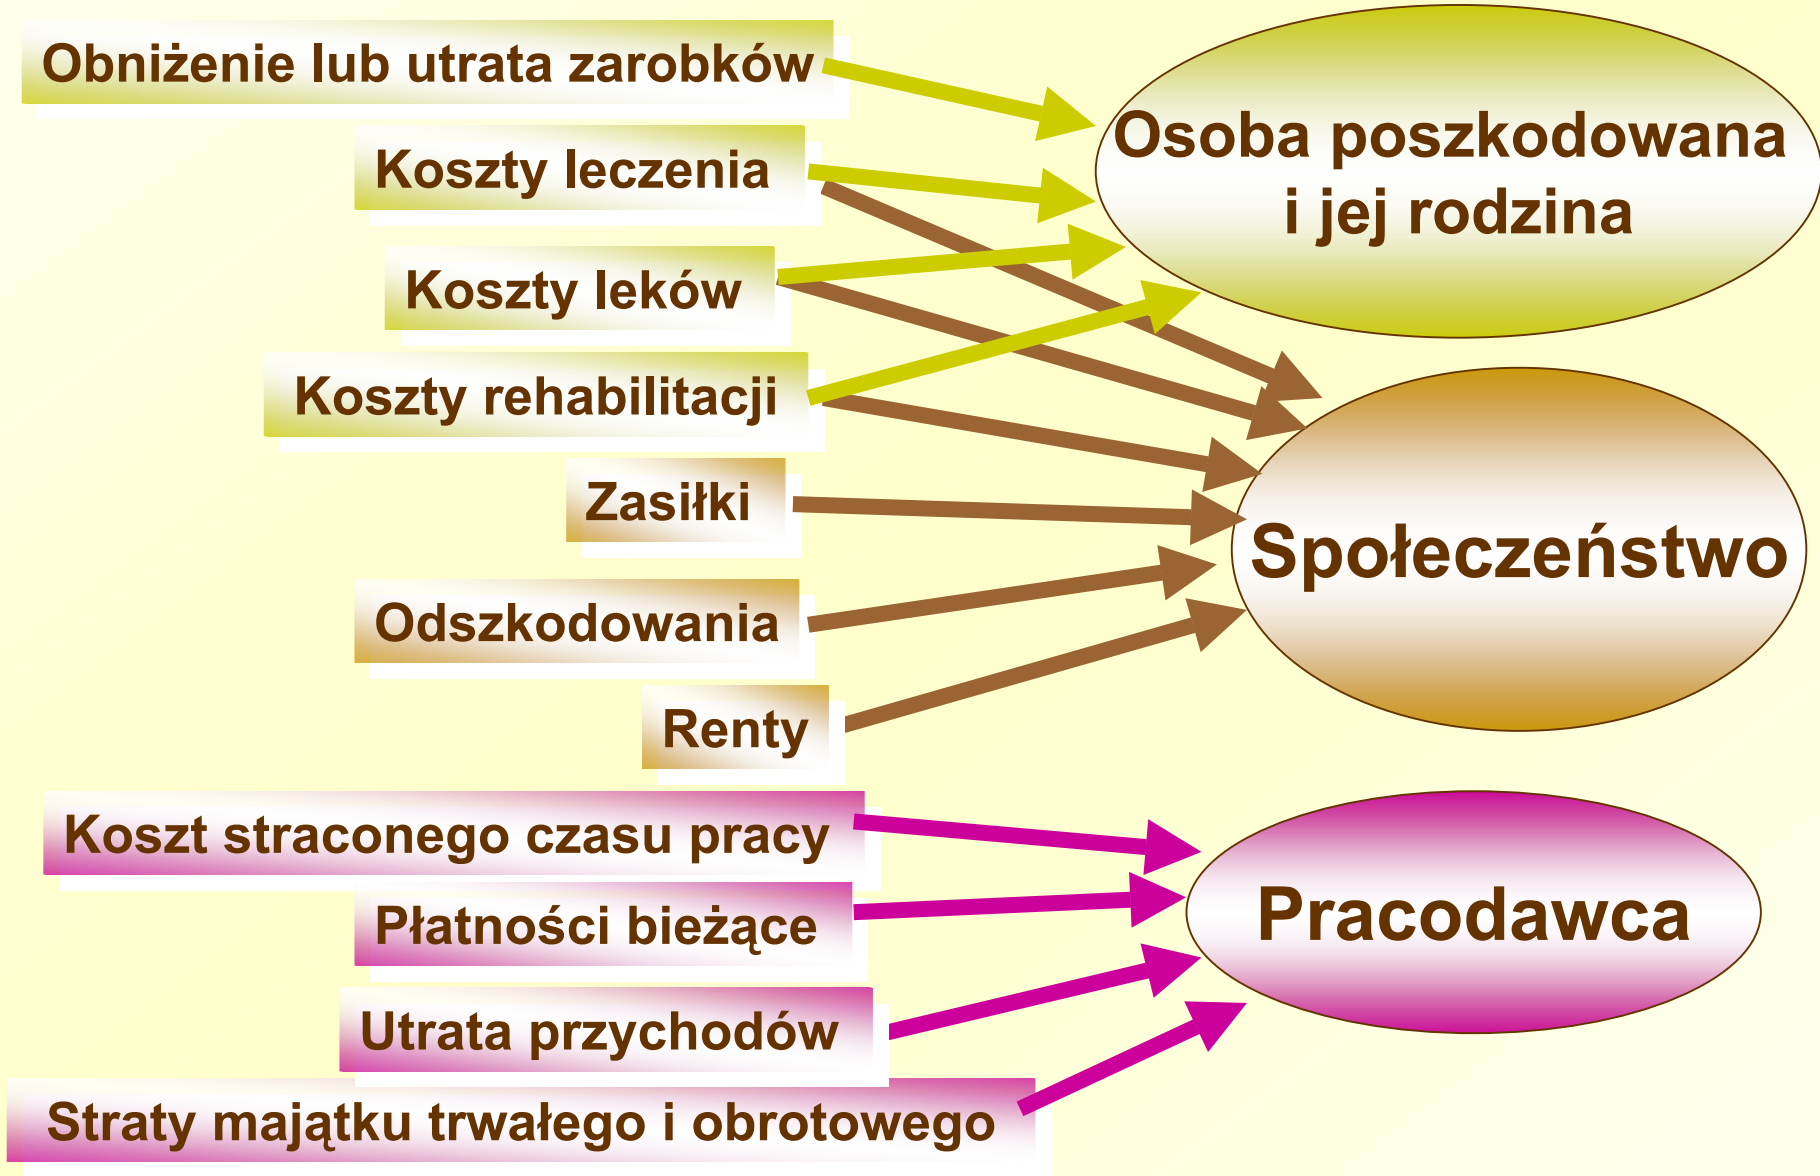 Obniżenie lub utrata zarobków
Koszty leczenia
Koszty leków
Koszty rehabilitacji
Zasiłki
Odszkodowania
Renty
Koszt straconego czasu pracy
Płatności bieżące
Utrata przychodów
Straty majątku trwałego i obrotowego
Osoba poszkodowana
i jej rodzina
Społeczeństwo
Pracodawca